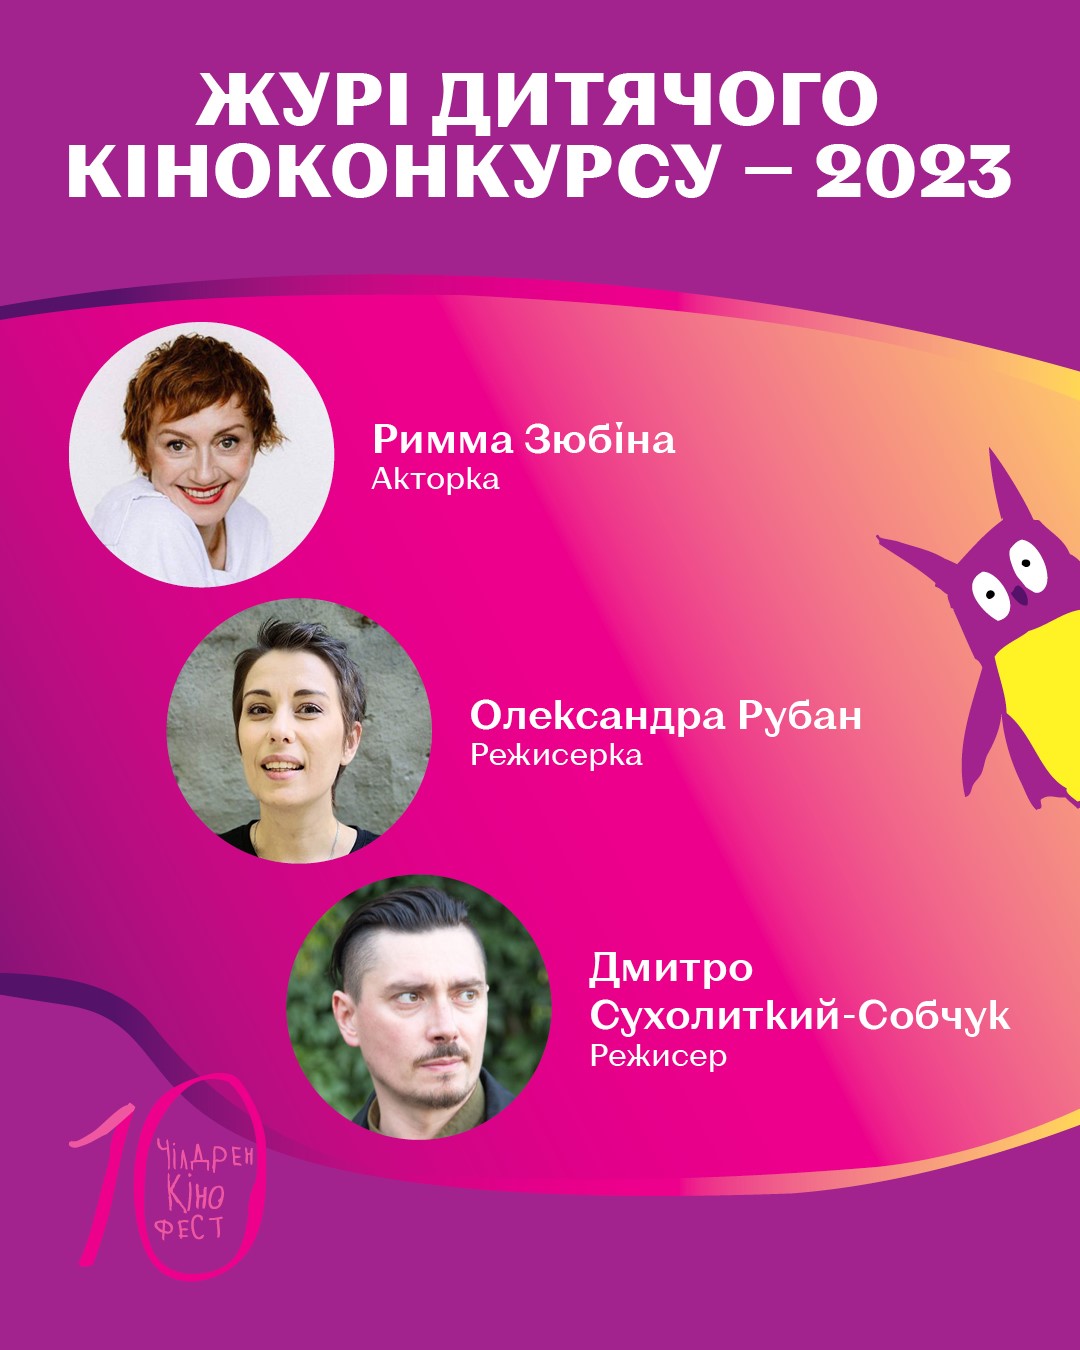 ЖУРІ ДИТЯЧОГО
КІНОКОНКУРСУ – 2023
Римма Зюбіна
Акторка
Олександра Рубан
Режисерка
Дмитро
Сухолиткий-Собчук
Режисер
10
Чілдрен
Кіно
фест